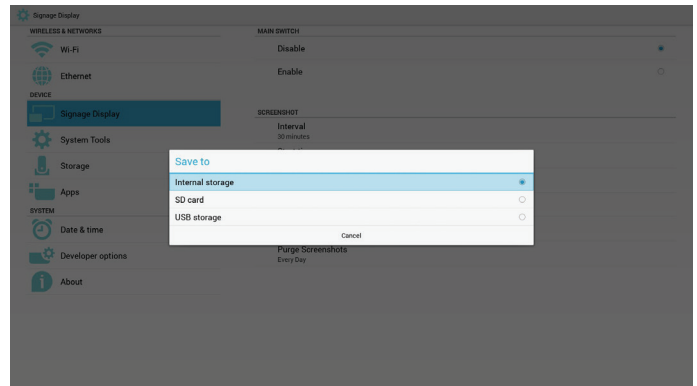 Signage Display
WIRELESS & NETWORKS
Wi-Fi
Ethernet
DEVICE
Signage Display
System Tools
Storage
Apps
SYSTEM
Date & time
Developer options
About
MAIN SWITCH
Disable
Enable
SCREENSHOT
Interval
30 minutes
Save to
Internal storage
SD card
USB storage
Cancel
Purge Screenshots
Every Day